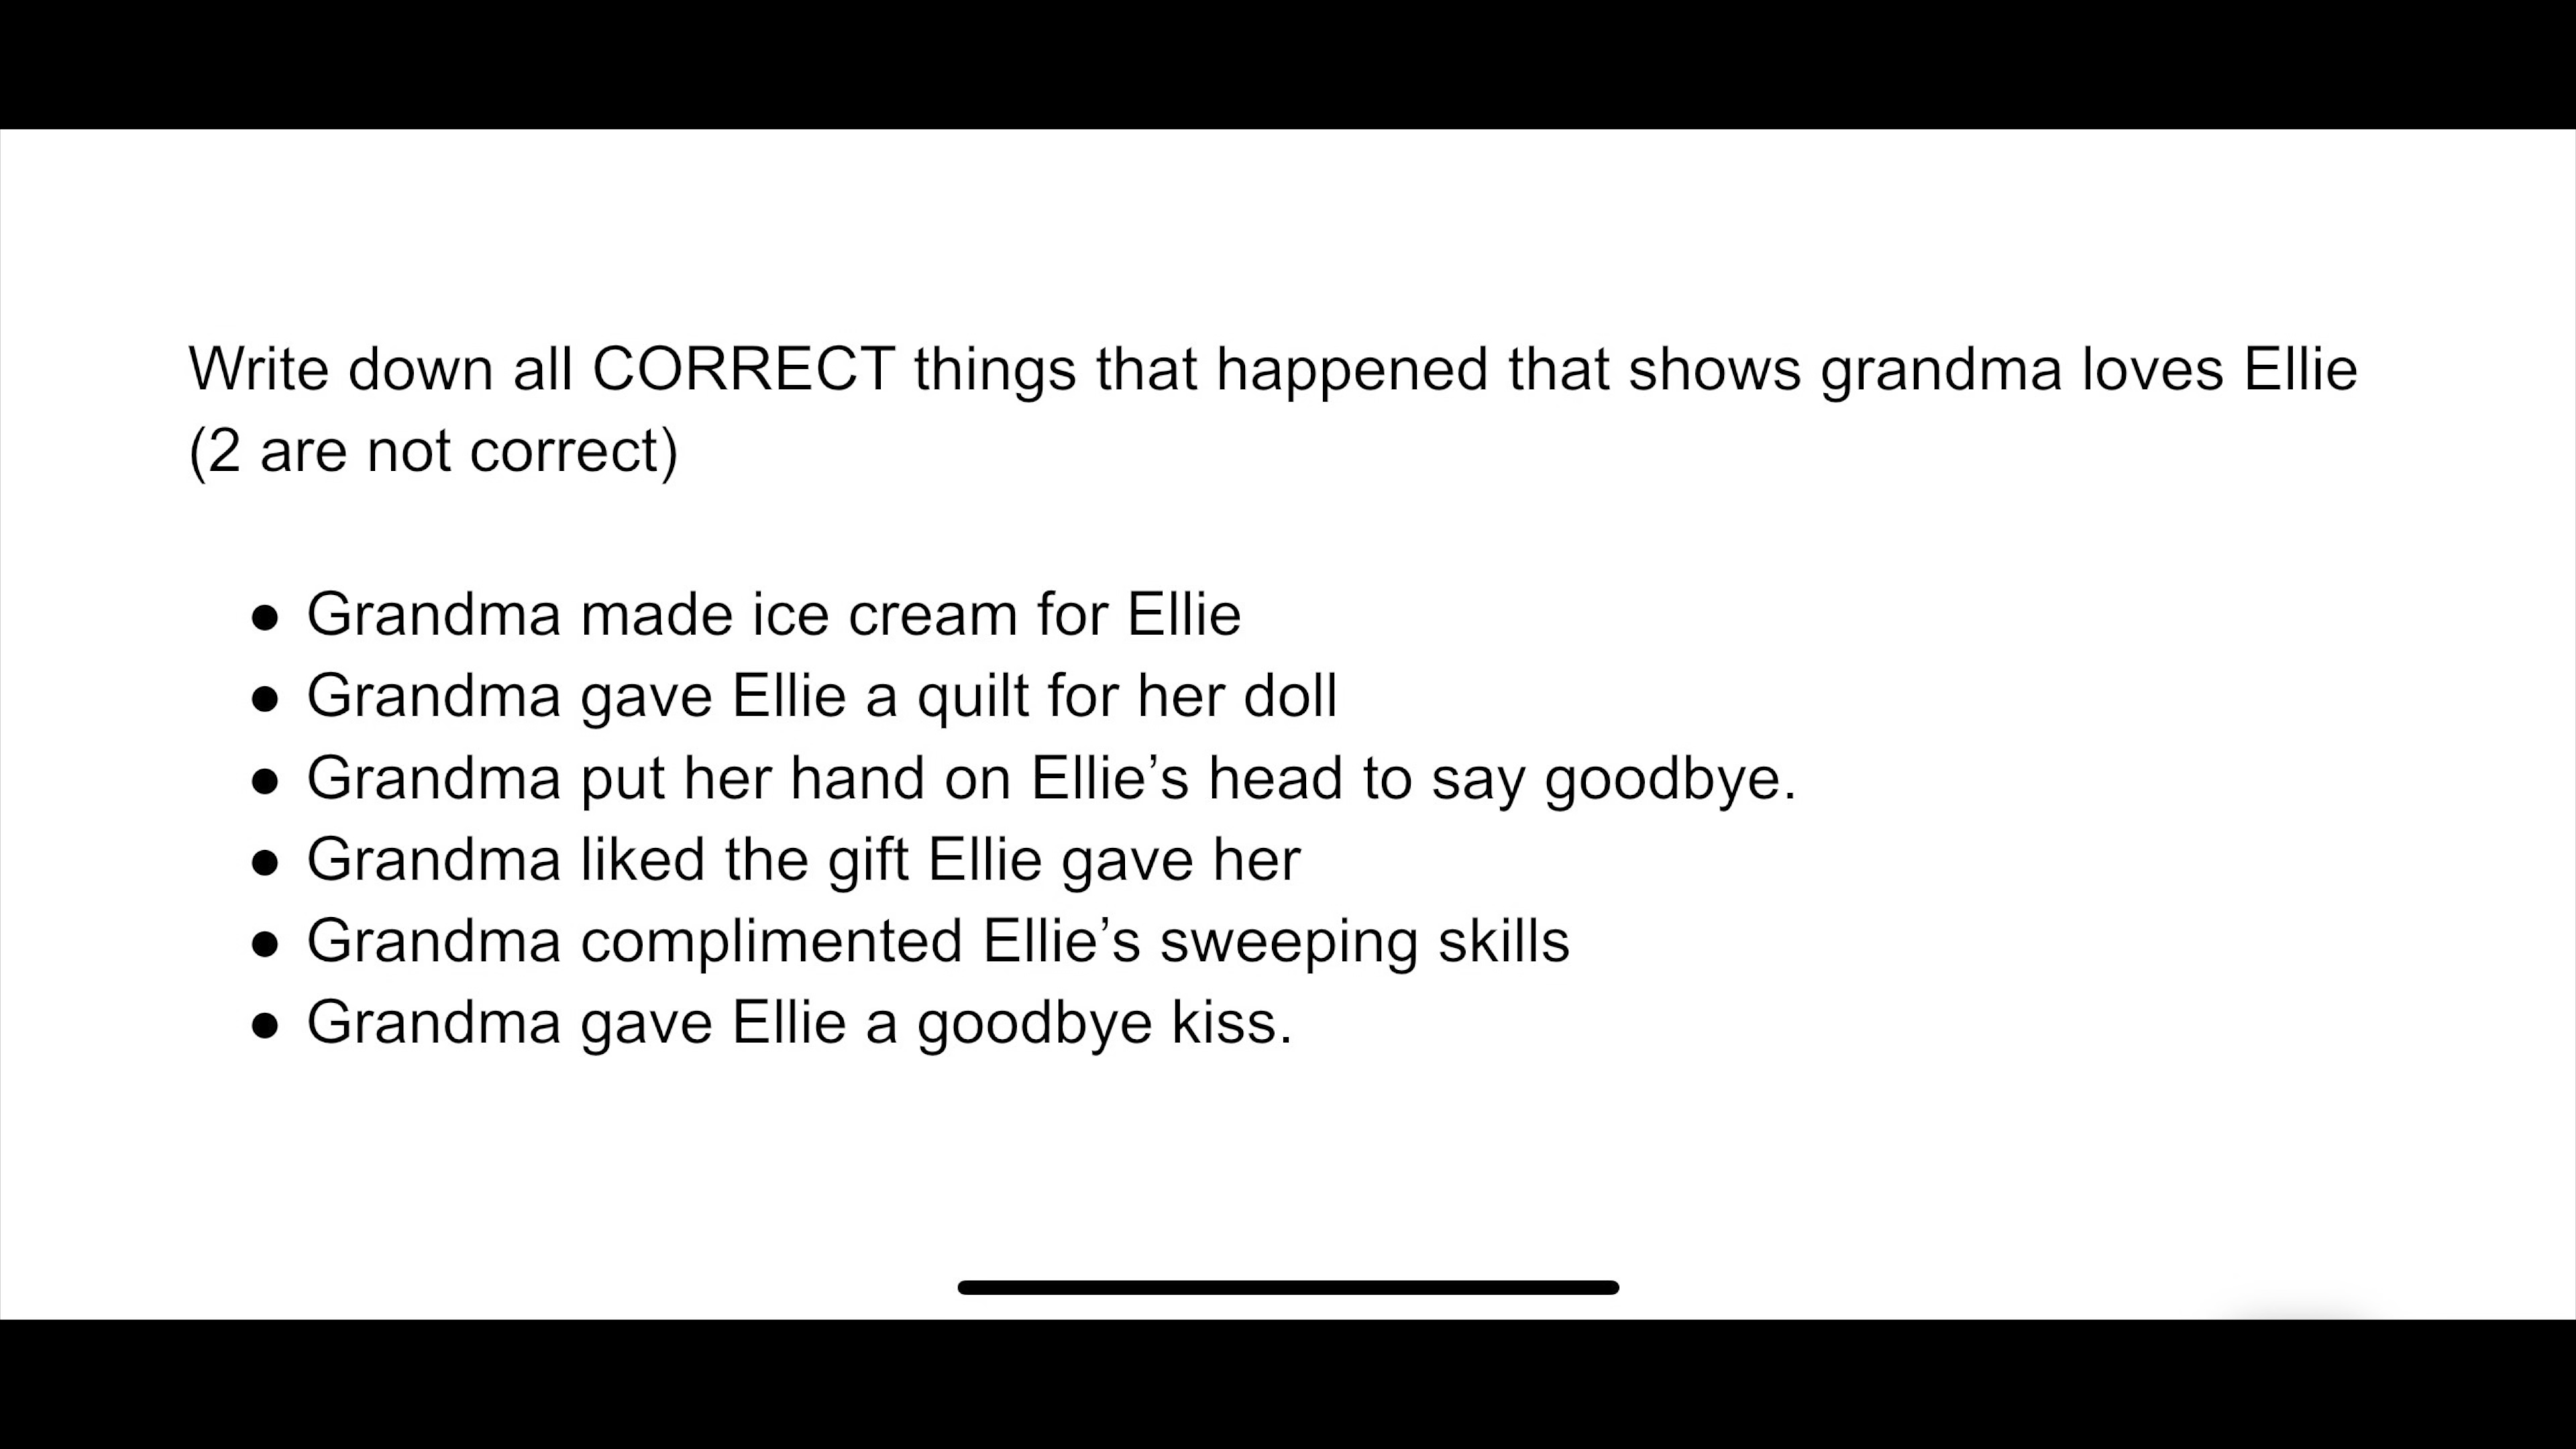 Write down all CORRECT things that happened that shows grandma loves Ellie
(2 are not correct)
● Grandma made ice cream for Ellie
● Grandma gave Ellie a quilt for her doll
● Grandma put her hand on Ellie’s head to say goodbye.
● Grandma liked the gift Ellie gave her
● Grandma complimented Ellie’s sweeping skills
● Grandma gave Ellie a goodbye kiss.